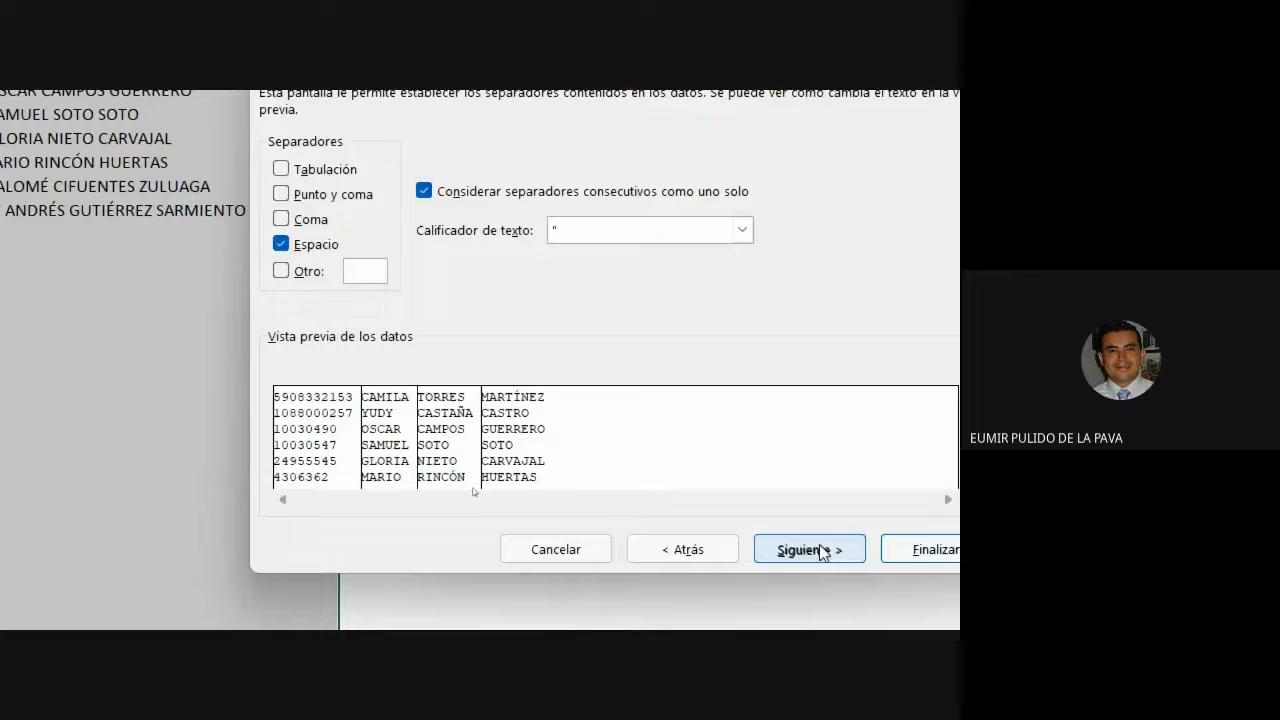 SCAR CAMPOS GUERRERO
AMUEL SOTO SOTO
LORIA NIETO CARVAJAL
ARIO RINCÓN HUERTAS
ALOMÉ CIFUENTES ZULUAGA
ANDRÉS GUTIÉRREZ SARMIENTO
Esta pantalla le permite establecer los separadores contenidos en los datos. Se puede ver cómo cambia el texto en la v
previa.
Separadores
Tabulación
Punto y coma
Coma
Espacio
Otro:
Considerar separadores consecutivos como uno solo
Calificador de texto: "
Vista previa de los datos
5908332153 CAMILA TORRES MARTÍNEZ
1088000257 YUDY CASTAÑA CASTRO
10030490 OSCAR CAMPOS GUERRERO
10030547 SAMUEL SOTO SOTO
24955545 GLORIA NIETO CARVAJAL
4306362 MARIO RINCÓN HUERTAS
Cancelar < Atrás Siguiente > Finalizar
EUMIR PULIDO DE LA PAVA